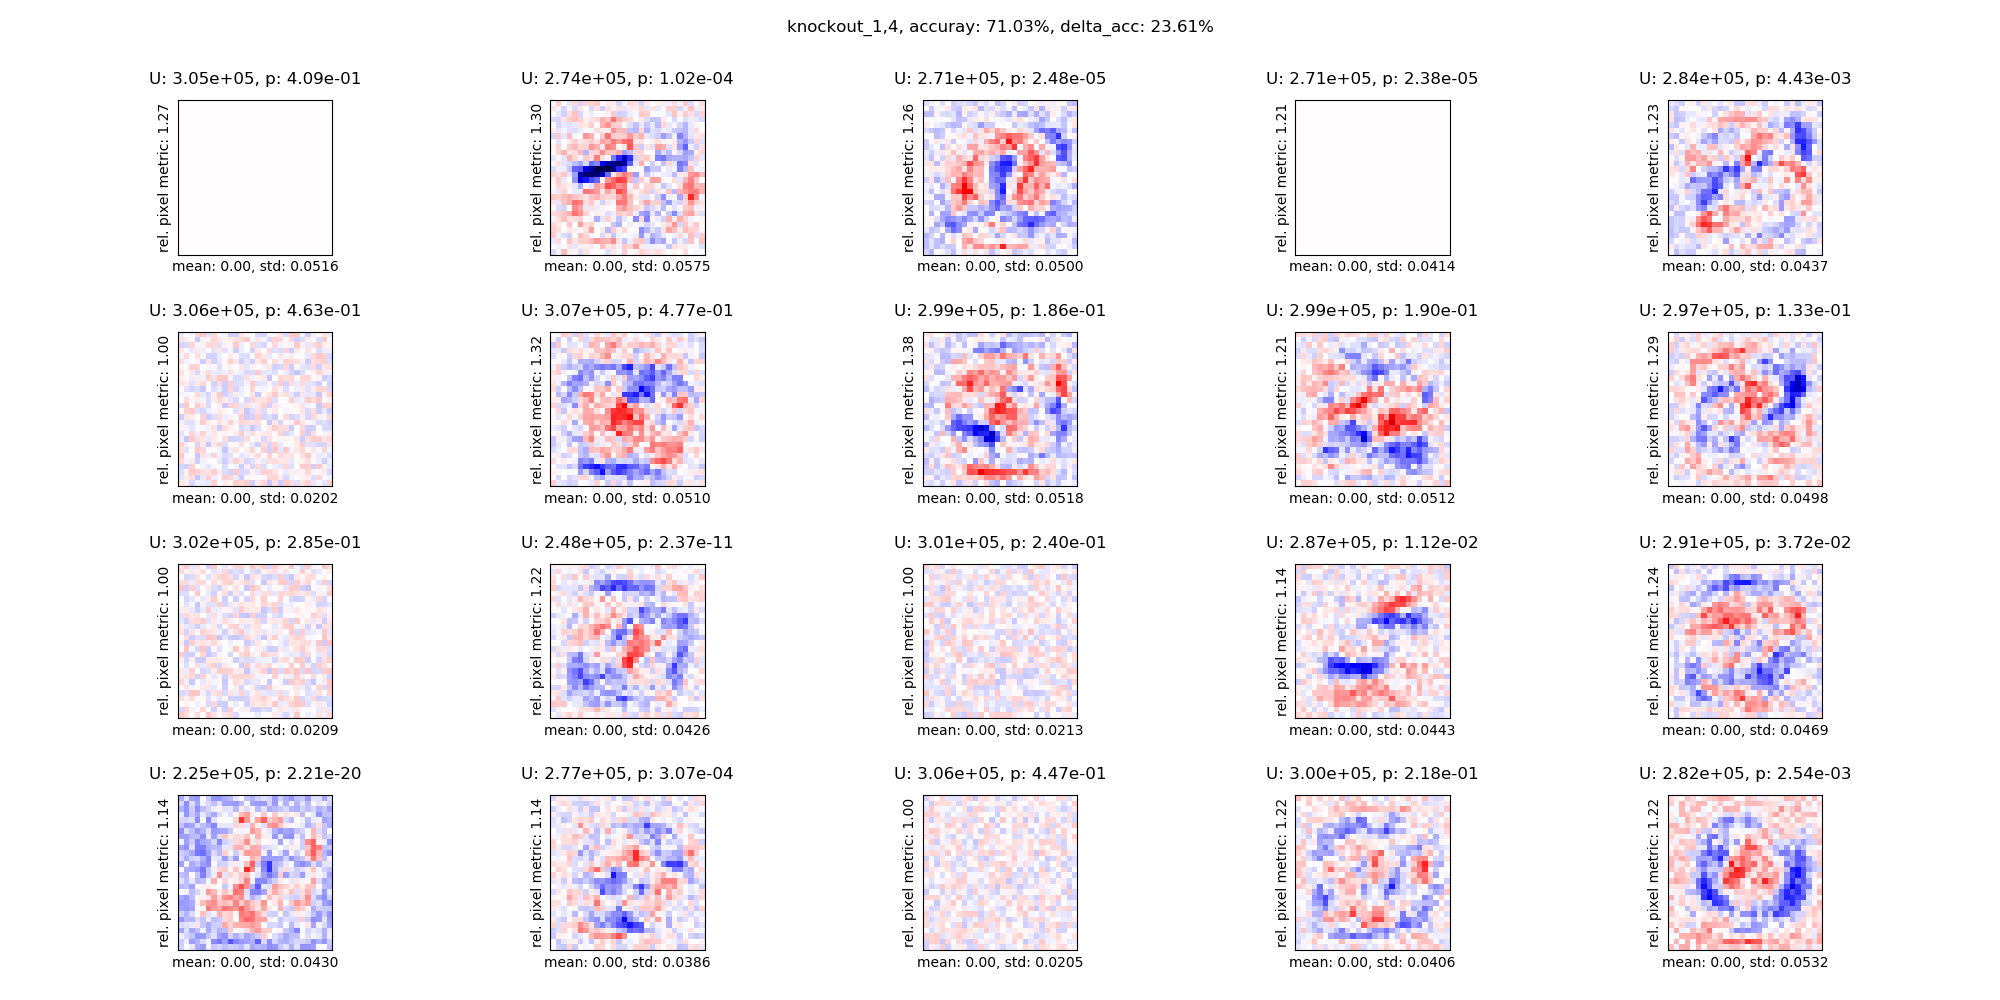 knockout_1,4, accuray: 71.03%, delta_acc: 23.61%
U: 3.05e+05, p: 4.09e-01
rel. pixel metric: 1.27
mean: 0.00, std: 0.0516
U: 2.74e+05, p: 1.02e-04
rel. pixel metric: 1.30
mean: 0.00, std: 0.0575
U: 2.71e+05, p: 2.48e-05
rel. pixel metric: 1.26
mean: 0.00, std: 0.0500
U: 2.71e+05, p: 2.38e-05
rel. pixel metric: 1.21
mean: 0.00, std: 0.0414
U: 2.84e+05, p: 4.43e-03
rel. pixel metric: 1.23
mean: 0.00, std: 0.0437
U: 3.06e+05, p: 4.63e-01
rel. pixel metric: 1.00
mean: 0.00, std: 0.0202
U: 3.07e+05, p: 4.77e-01
rel. pixel metric: 1.32
mean: 0.00, std: 0.0510
U: 2.99e+05, p: 1.86e-01
rel. pixel metric: 1.38
mean: 0.00, std: 0.0518
U: 2.99e+05, p: 1.90e-01
rel. pixel metric: 1.21
mean: 0.00, std: 0.0512
U: 2.97e+05, p: 1.33e-01
rel. pixel metric: 1.29
mean: 0.00, std: 0.0498
U: 3.02e+05, p: 2.85e-01
rel. pixel metric: 1.00
mean: 0.00, std: 0.0209
U: 2.48e+05, p: 2.37e-11
rel. pixel metric: 1.22
mean: 0.00, std: 0.0426
U: 3.01e+05, p: 2.40e-01
rel. pixel metric: 1.00
mean: 0.00, std: 0.0213
U: 2.87e+05, p: 1.12e-02
rel. pixel metric: 1.14
mean: 0.00, std: 0.0443
U: 2.91e+05, p: 3.72e-02
rel. pixel metric: 1.24
mean: 0.00, std: 0.0469
U: 2.25e+05, p: 2.21e-20
rel. pixel metric: 1.14
mean: 0.00, std: 0.0430
U: 2.77e+05, p: 3.07e-04
rel. pixel metric: 1.14
mean: 0.00, std: 0.0386
U: 3.06e+05, p: 4.47e-01
rel. pixel metric: 1.00
mean: 0.00, std: 0.0205
U: 3.00e+05, p: 2.18e-01
rel. pixel metric: 1.22
mean: 0.00, std: 0.0406
U: 2.82e+05, p: 2.54e-03
rel. pixel metric: 1.22
mean: 0.00, std: 0.0532